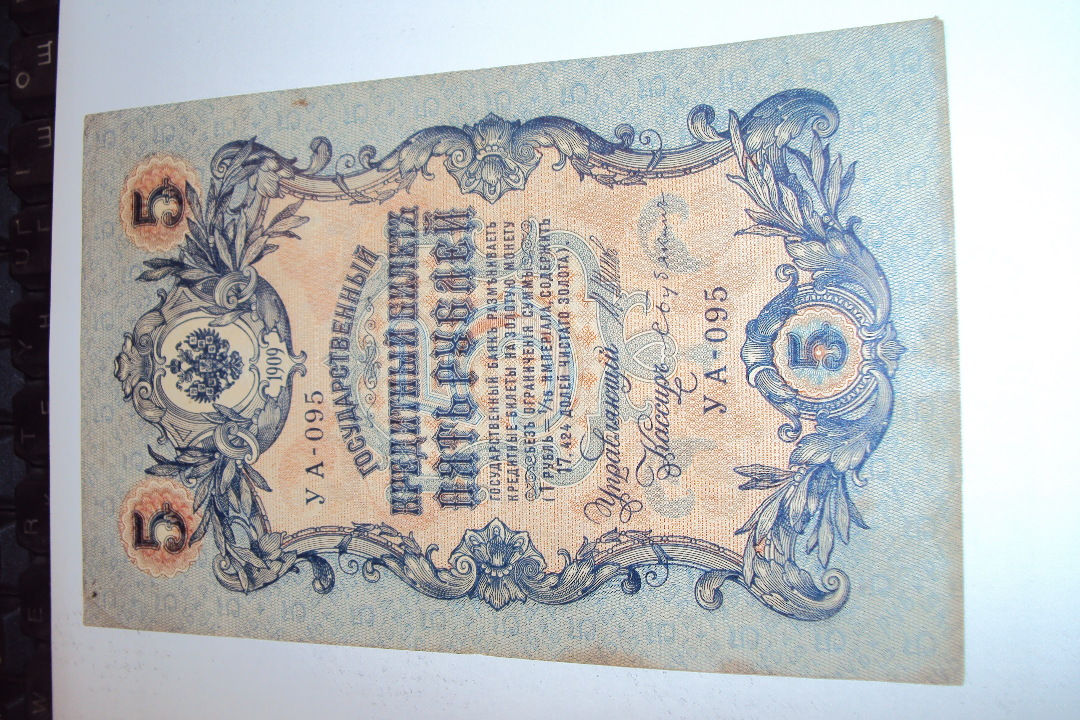 5 5
1909
УА-095
ГОСУДАРСТВЕННЫЙ
КРЕДИТНЫЙ БИЛЕТЪ
ПЯТЬ РУБЛЕЙ
ГОСУДАРСТВЕННЫЙ БАНКЪ РАЗМѢНИВАЕТЪ
КРЕДИТНЫЕ БИЛЕТЫ НА ЗОЛОТУЮ МОНЕТУ
БЕЗЪ ОГРАНИЧЕНІЯ СУММЫ
(1 РУБЛЬ = 1/15 ИМПЕРІАЛА, СОДЕРЖИТЪ
17,424 ДОЛЕЙ ЧИСТАГО ЗОЛОТА)
Управляющій
Кассиръ
УА-095
5